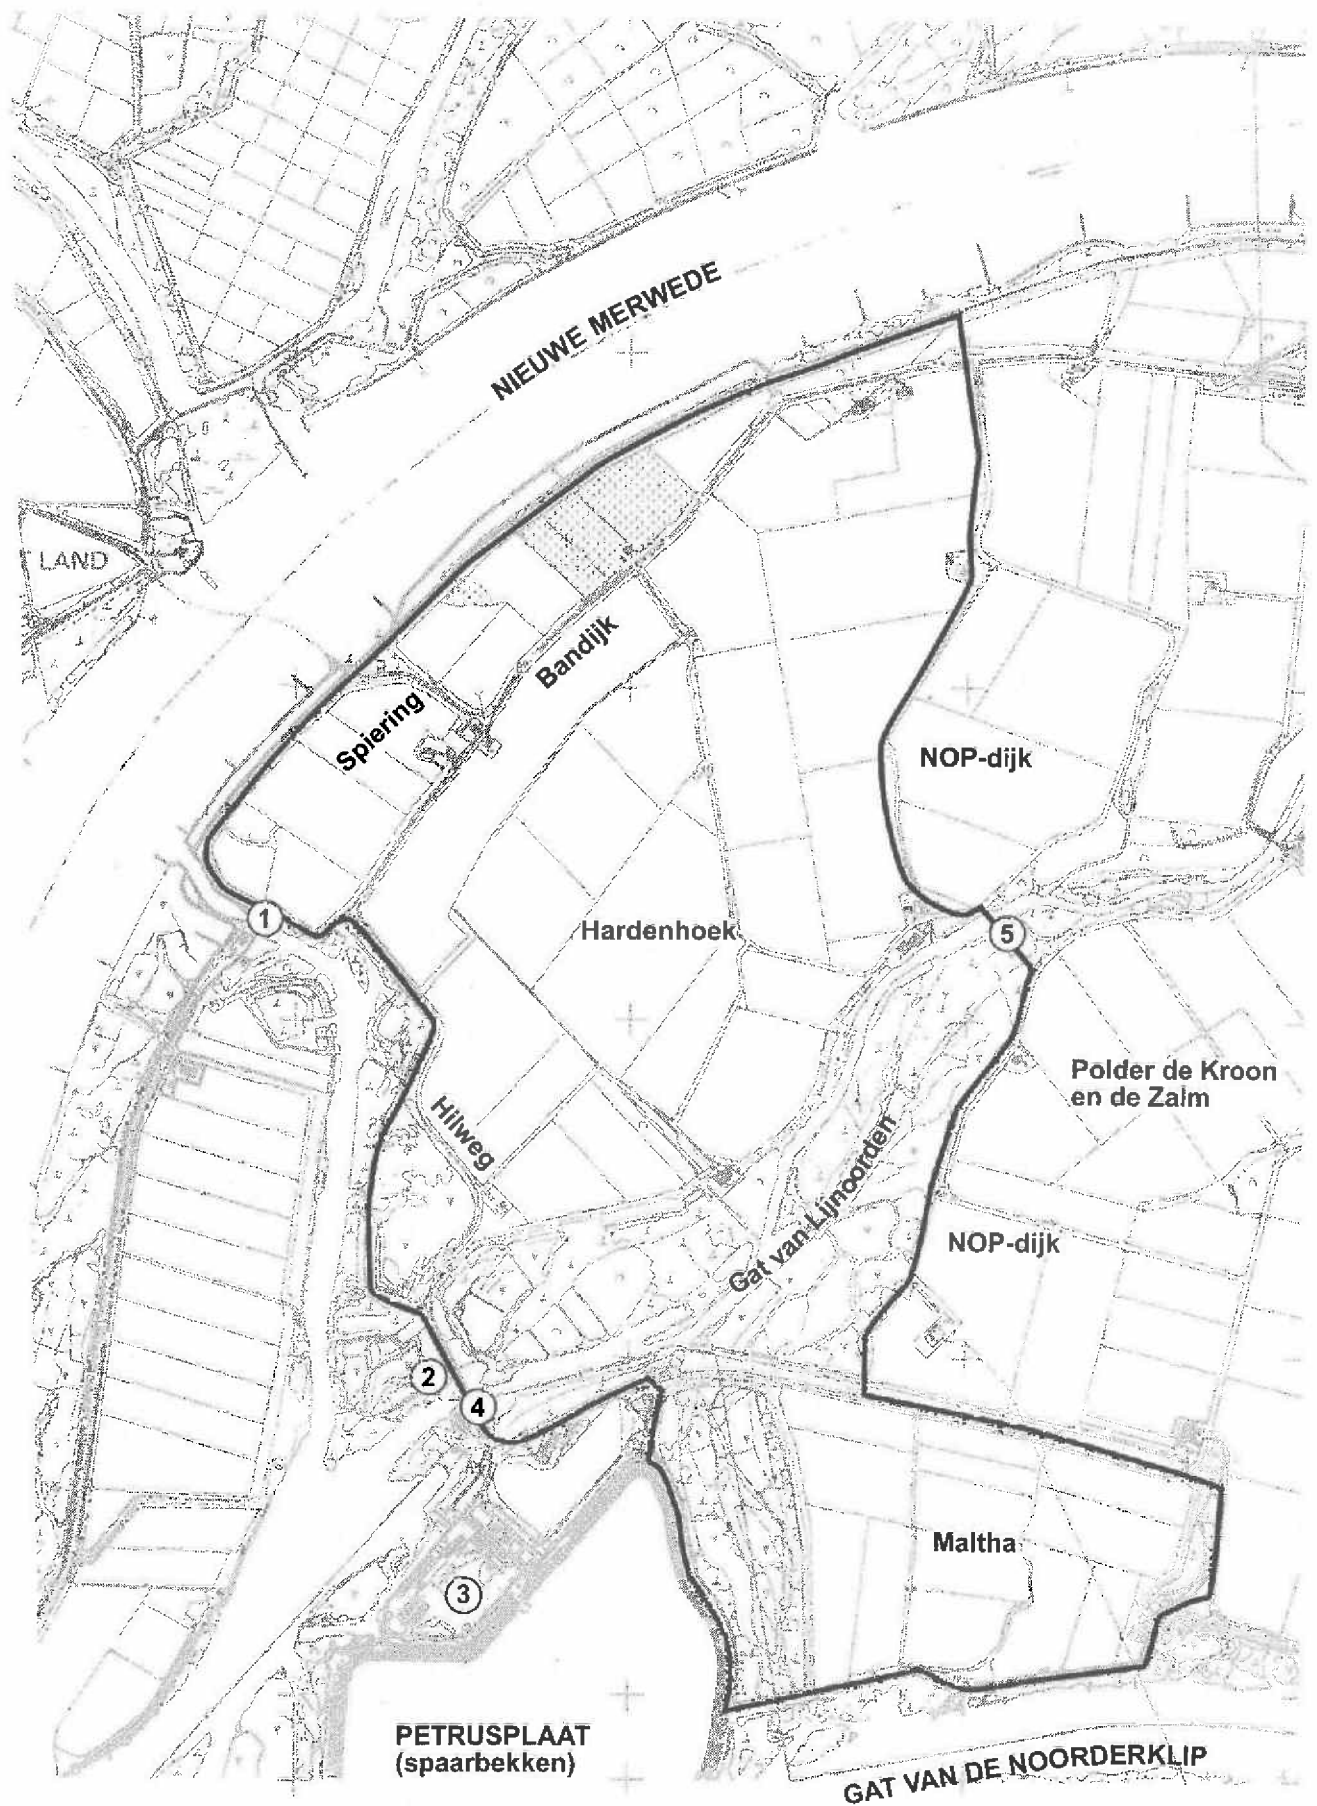 NIEUWE MERWEDE
LAND
Bandijk
Spiering
NOP-dijk
1
Hardenhoek
5
Polder de Kroon
en de Zalm
Hilweg
Gat van Lijnoorden
NOP-dijk
2
4
Maltha
3
PETRUSPLAAT
(spaarbekken)
GAT VAN DE NOORDERKLIP